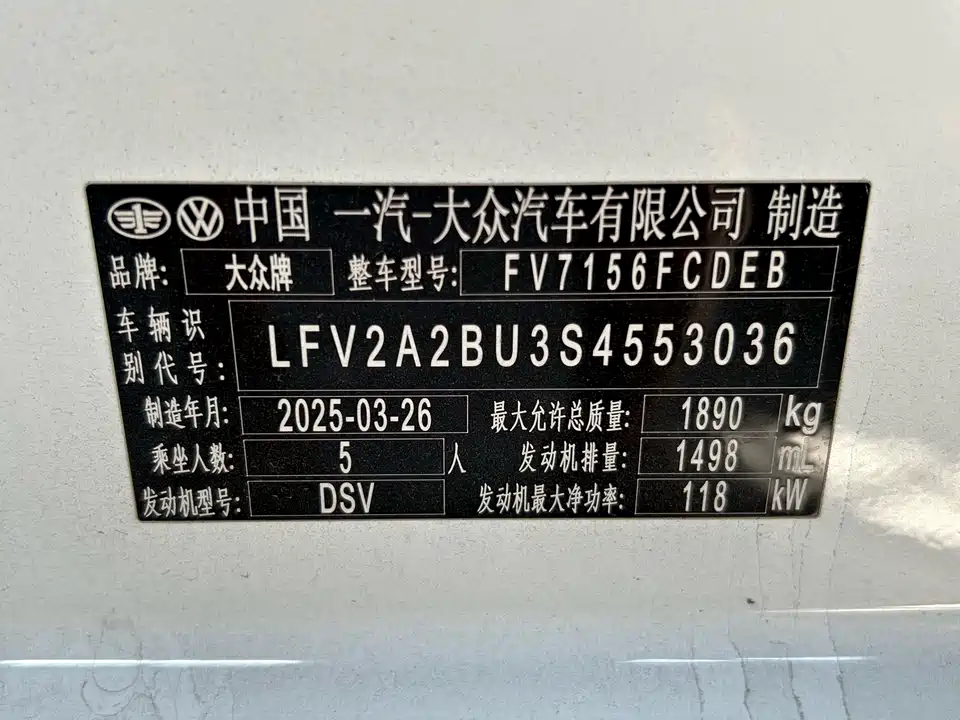 中国 一汽-大众汽车有限公司 制造
品牌: 大众牌 整车型号: FV7156FCDEB
车辆识别代号: LFV2A2BU3S4553036
制造年月: 2025-03-26 最大允许总质量: 1890 kg
乘坐人数: 5 人 发动机排量: 1498 mL
发动机型号: DSV 发动机最大净功率: 118 kW